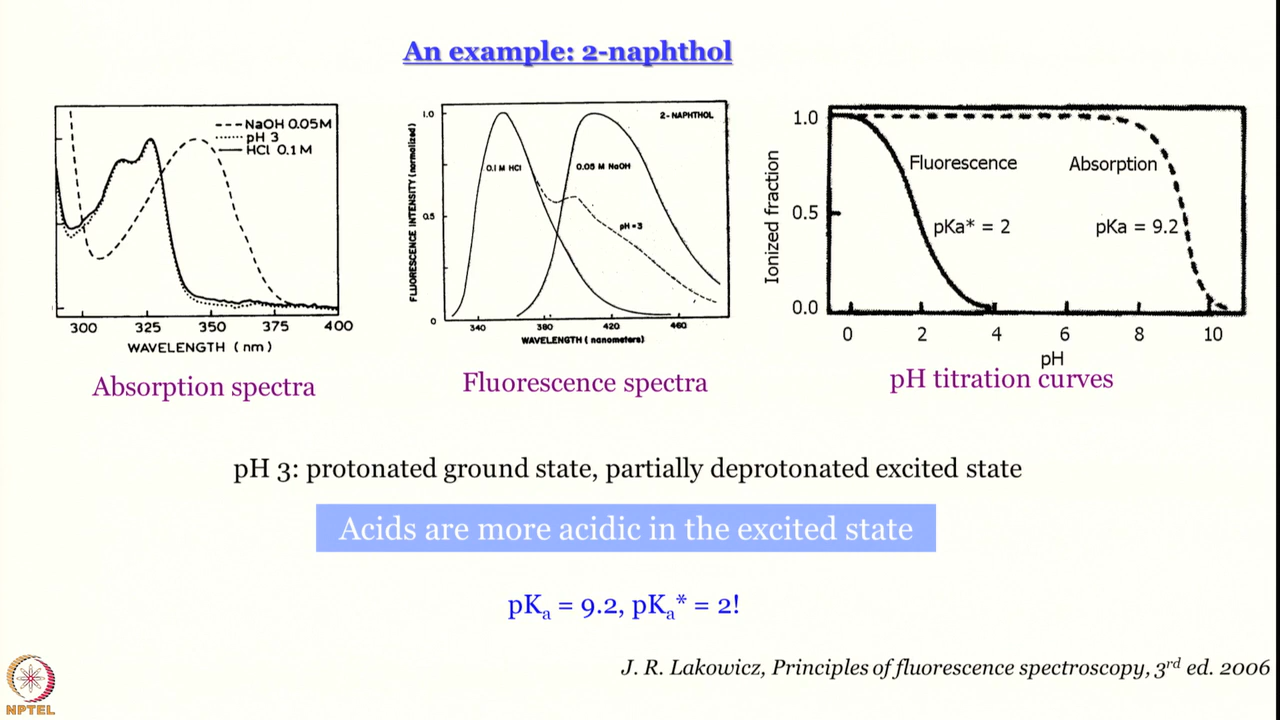 An example: 2-naphthol
NaOH 0.05M
pH 3
HCl 0.1M
300 325 350 375 400
WAVELENGTH (nm)
Absorption spectra
FLUORESCENCE INTENSITY (normalized)
1.0
0.5
0
2-NAPHTHOL
0.1 M HCl
0.05 M NaOH
pH=3
340 380 420 460
WAVELENGTH (nanometers)
Fluorescence spectra
Ionized fraction
1.0
0.5
0.0
Fluorescence
pKa* = 2
Absorption
pKa = 9.2
0 2 4 6 8 10
pH
pH titration curves
pH 3: protonated ground state, partially deprotonated excited state
Acids are more acidic in the excited state
pKa = 9.2, pKa* = 2!
J. R. Lakowicz, Principles of fluorescence spectroscopy, 3rd ed. 2006
NPTEL